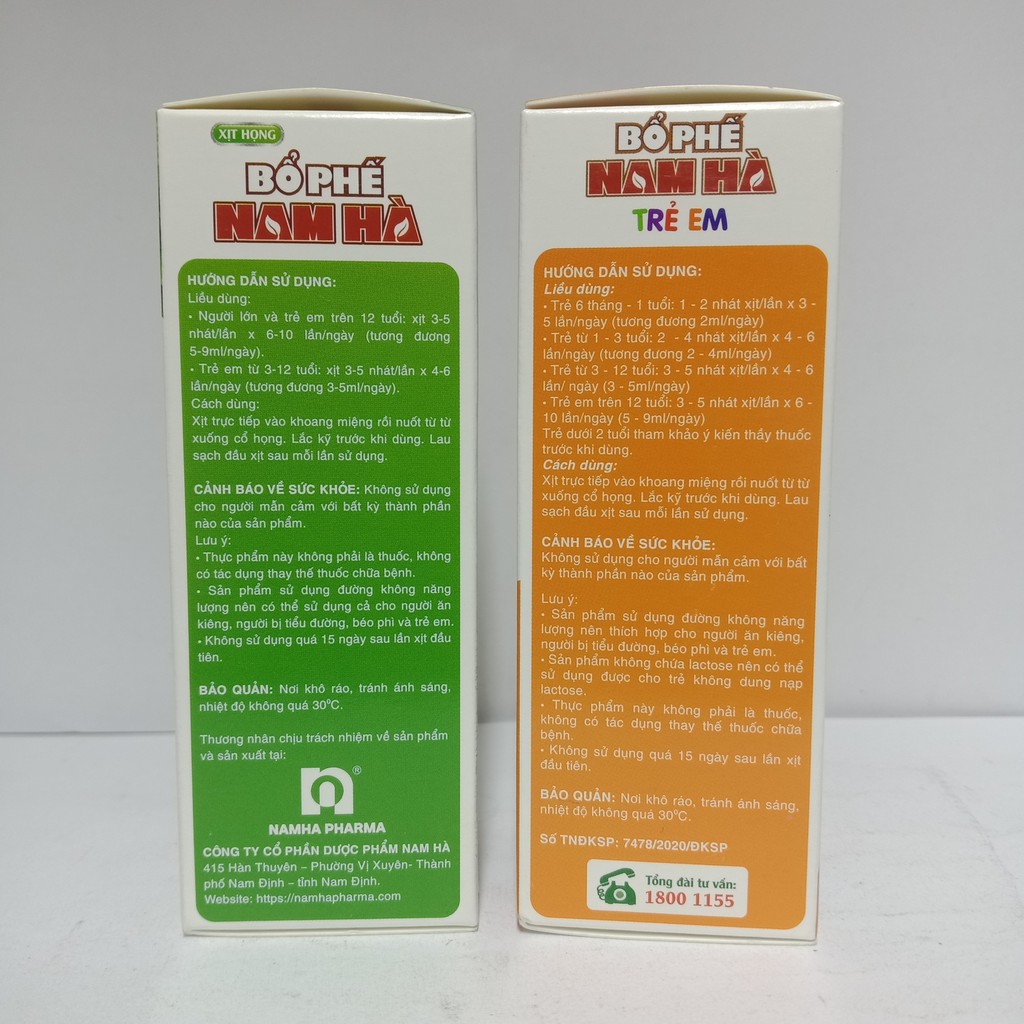 XỊT HỌNG
BỔ PHẾ
NAM HÀ
HƯỚNG DẪN SỬ DỤNG:
Liều dùng:
• Người lớn và trẻ em trên 12 tuổi: xịt 3-5
nhát/lần x 6-10 lần/ngày (tương đương
5-9ml/ngày).
• Trẻ em từ 3-12 tuổi: xịt 3-5 nhát/lần x 4-6
lần/ngày (tương đương 3-5ml/ngày).
Cách dùng:
Xịt trực tiếp vào khoang miệng rồi nuốt từ từ
xuống cổ họng. Lắc kỹ trước khi dùng. Lau
sạch đầu xịt sau mỗi lần sử dụng.
CẢNH BÁO VỀ SỨC KHỎE: Không sử dụng
cho người mẫn cảm với bất kỳ thành phần
nào của sản phẩm.
Lưu ý:
• Thực phẩm này không phải là thuốc, không
có tác dụng thay thế thuốc chữa bệnh.
• Sản phẩm sử dụng đường không năng
lượng nên có thể sử dụng cả cho người ăn
kiêng, người bị tiểu đường, béo phì và trẻ em.
• Không sử dụng quá 15 ngày sau lần xịt đầu
tiên.
BẢO QUẢN: Nơi khô ráo, tránh ánh sáng,
nhiệt độ không quá 30⁰C.
Thương nhân chịu trách nhiệm về sản phẩm
và sản xuất tại:
®
NAMHA PHARMA
CÔNG TY CỔ PHẦN DƯỢC PHẨM NAM HÀ
415 Hàn Thuyên – Phường Vị Xuyên- Thành
phố Nam Định – tỉnh Nam Định.
Website: https://namhapharma.com
BỔ PHẾ
NAM HÀ
TRẺ EM
HƯỚNG DẪN SỬ DỤNG:
Liều dùng:
• Trẻ 6 tháng - 1 tuổi: 1 - 2 nhát xịt/lần x 3 -
5 lần/ngày (tương đương 2ml/ngày)
• Trẻ từ 1 - 3 tuổi: 2 - 4 nhát xịt/lần x 4 - 6
lần/ngày (tương đương 2 - 4ml/ngày)
• Trẻ từ 3 - 12 tuổi: 3 - 5 nhát xịt/lần x 4 - 6
lần/ ngày (3 - 5ml/ngày)
• Trẻ em trên 12 tuổi: 3 - 5 nhát xịt/lần x 6 -
10 lần/ngày (5 - 9ml/ngày)
Trẻ dưới 2 tuổi tham khảo ý kiến thầy thuốc
trước khi dùng.
Cách dùng:
Xịt trực tiếp vào khoang miệng rồi nuốt từ từ
xuống cổ họng. Lắc kỹ trước khi dùng. Lau
sạch đầu xịt sau mỗi lần sử dụng.
CẢNH BÁO VỀ SỨC KHỎE:
Không sử dụng cho người mẫn cảm với bất
kỳ thành phần nào của sản phẩm.
Lưu ý:
• Sản phẩm sử dụng đường không năng
lượng nên thích hợp cho người ăn kiêng,
người bị tiểu đường, béo phì và trẻ em.
• Sản phẩm không chứa lactose nên có thể
sử dụng được cho trẻ không dung nạp
lactose.
• Thực phẩm này không phải là thuốc,
không có tác dụng thay thế thuốc chữa
bệnh.
• Không sử dụng quá 15 ngày sau lần xịt
đầu tiên.
BẢO QUẢN: Nơi khô ráo, tránh ánh sáng,
nhiệt độ không quá 30⁰C.
Số TNĐKSP: 7478/2020/ĐKSP
Tổng đài tư vấn:
1800 1155